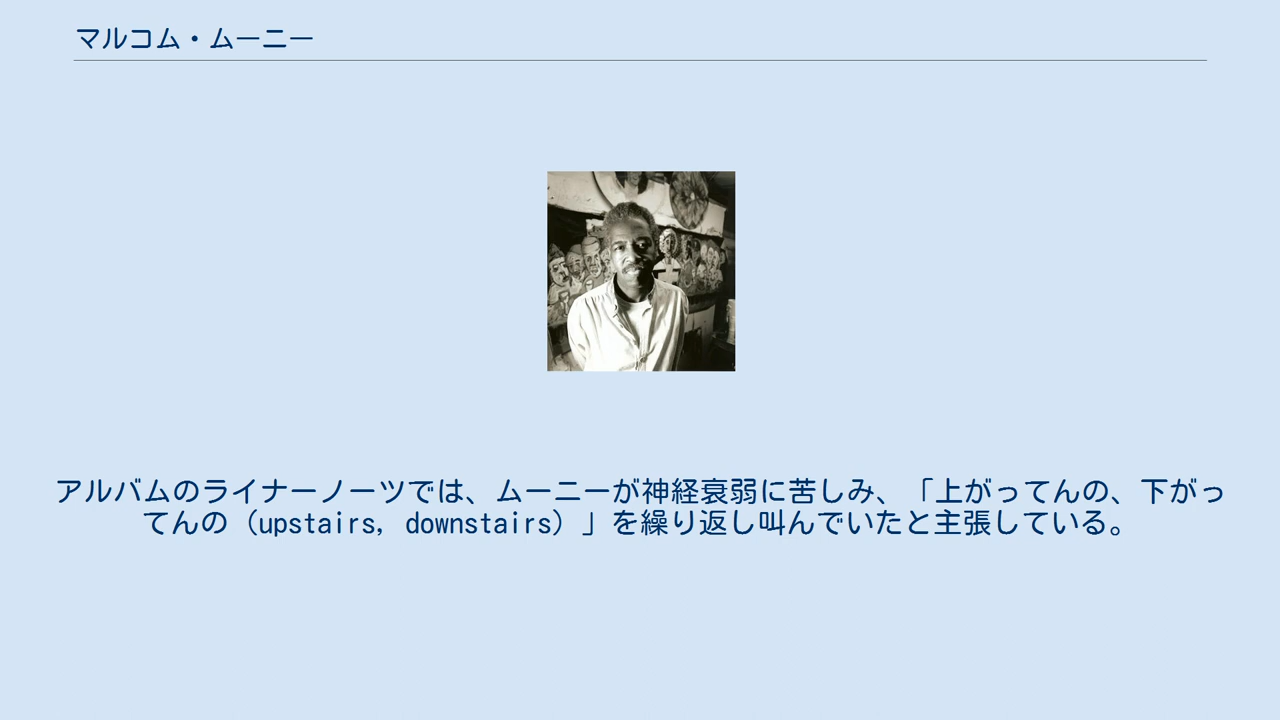 マルコム・ムーニー
アルバムのライナーノーツでは、ムーニーが神経衰弱に苦しみ、「上がってんの、下がっ
てんの（upstairs, downstairs）」を繰り返し叫んでいたと主張している。